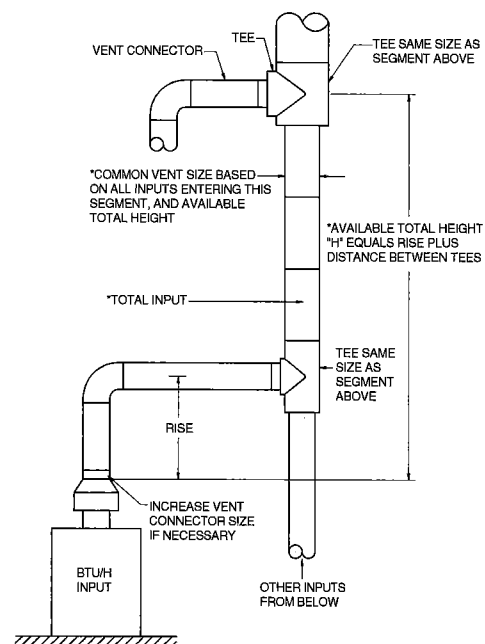 TEE
VENT CONNECTOR
TEE SAME SIZE AS
SEGMENT ABOVE
*COMMON VENT SIZE BASED
ON ALL INPUTS ENTERING THIS
SEGMENT, AND AVAILABLE
TOTAL HEIGHT
*AVAILABLE TOTAL HEIGHT
"H" EQUALS RISE PLUS
DISTANCE BETWEEN TEES
*TOTAL INPUT
TEE SAME
SIZE AS
SEGMENT
ABOVE
RISE
INCREASE VENT
CONNECTOR SIZE
IF NECESSARY
BTU/H
INPUT
OTHER INPUTS
FROM BELOW